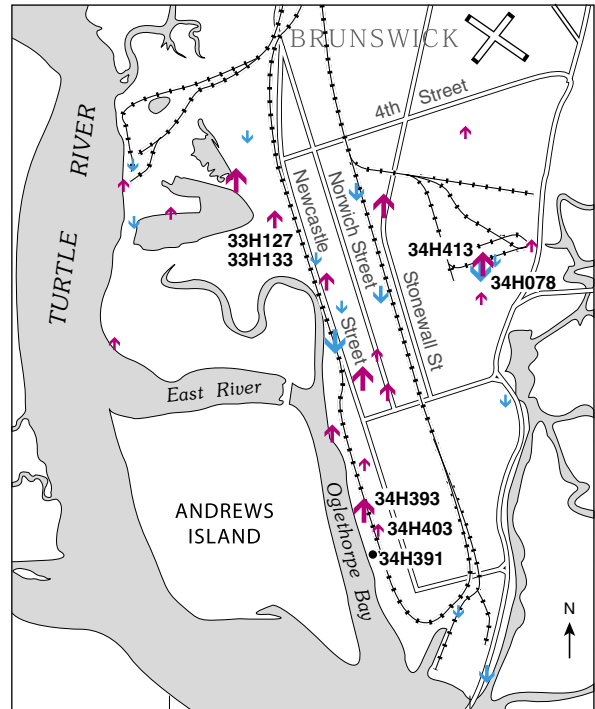 BRUNSWICK
4th Street
TURTLE RIVER
Newcastle Street
Norwich Street
Stonewall St
33H127
33H133
34H413
34H078
East River
ANDREWS
ISLAND
Oglethorpe Bay
34H393
34H403
34H391
N